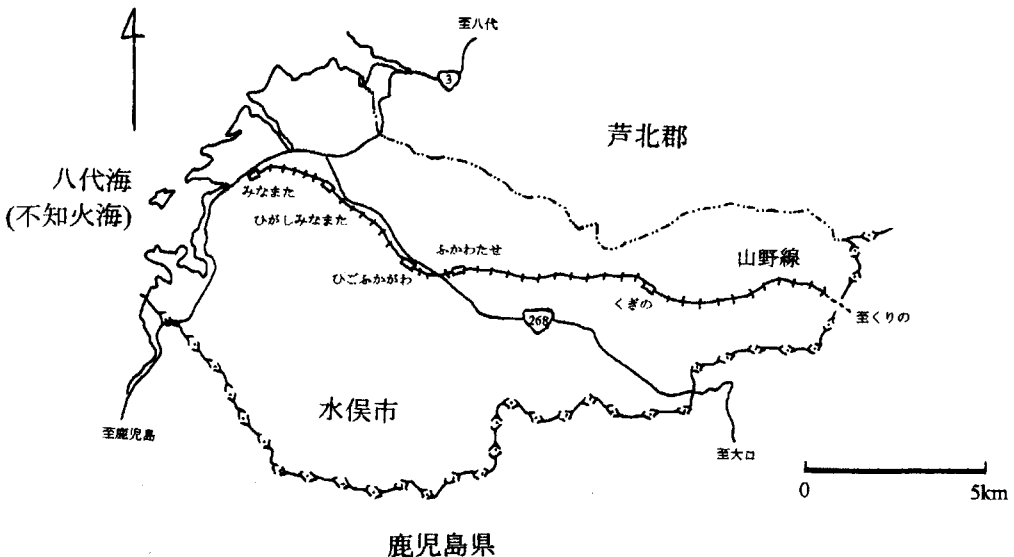 至八代
3
芦北郡
八代海
(不知火海)
みなまた
ひがしみなまた
ふかわたせ
山野線
ひごふかがわ
くぎの
至くりの
268
水俣市
至鹿児島
至大口
0
5km
鹿児島県